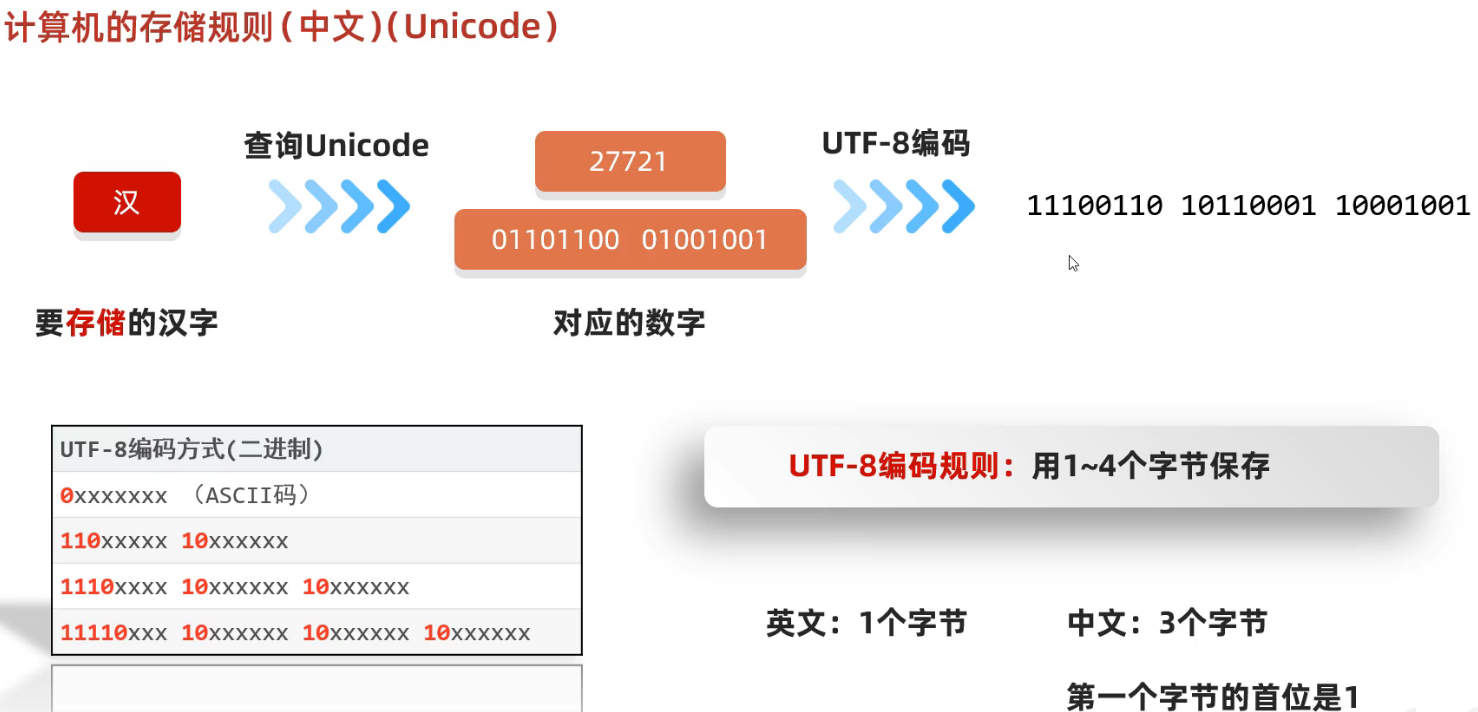 计算机的存储规则(中文)(Unicode)
汉
要存储的汉字
查询Unicode
27721
01101100 01001001
对应的数字
UTF-8编码
11100110 10110001 10001001
UTF-8编码方式(二进制)
0xxxxxxx （ASCII码）
110xxxxx 10xxxxxx
1110xxxx 10xxxxxx 10xxxxxx
11110xxx 10xxxxxx 10xxxxxx 10xxxxxx
UTF-8编码规则：用1~4个字节保存
英文：1个字节
中文：3个字节
第一个字节的首位是1